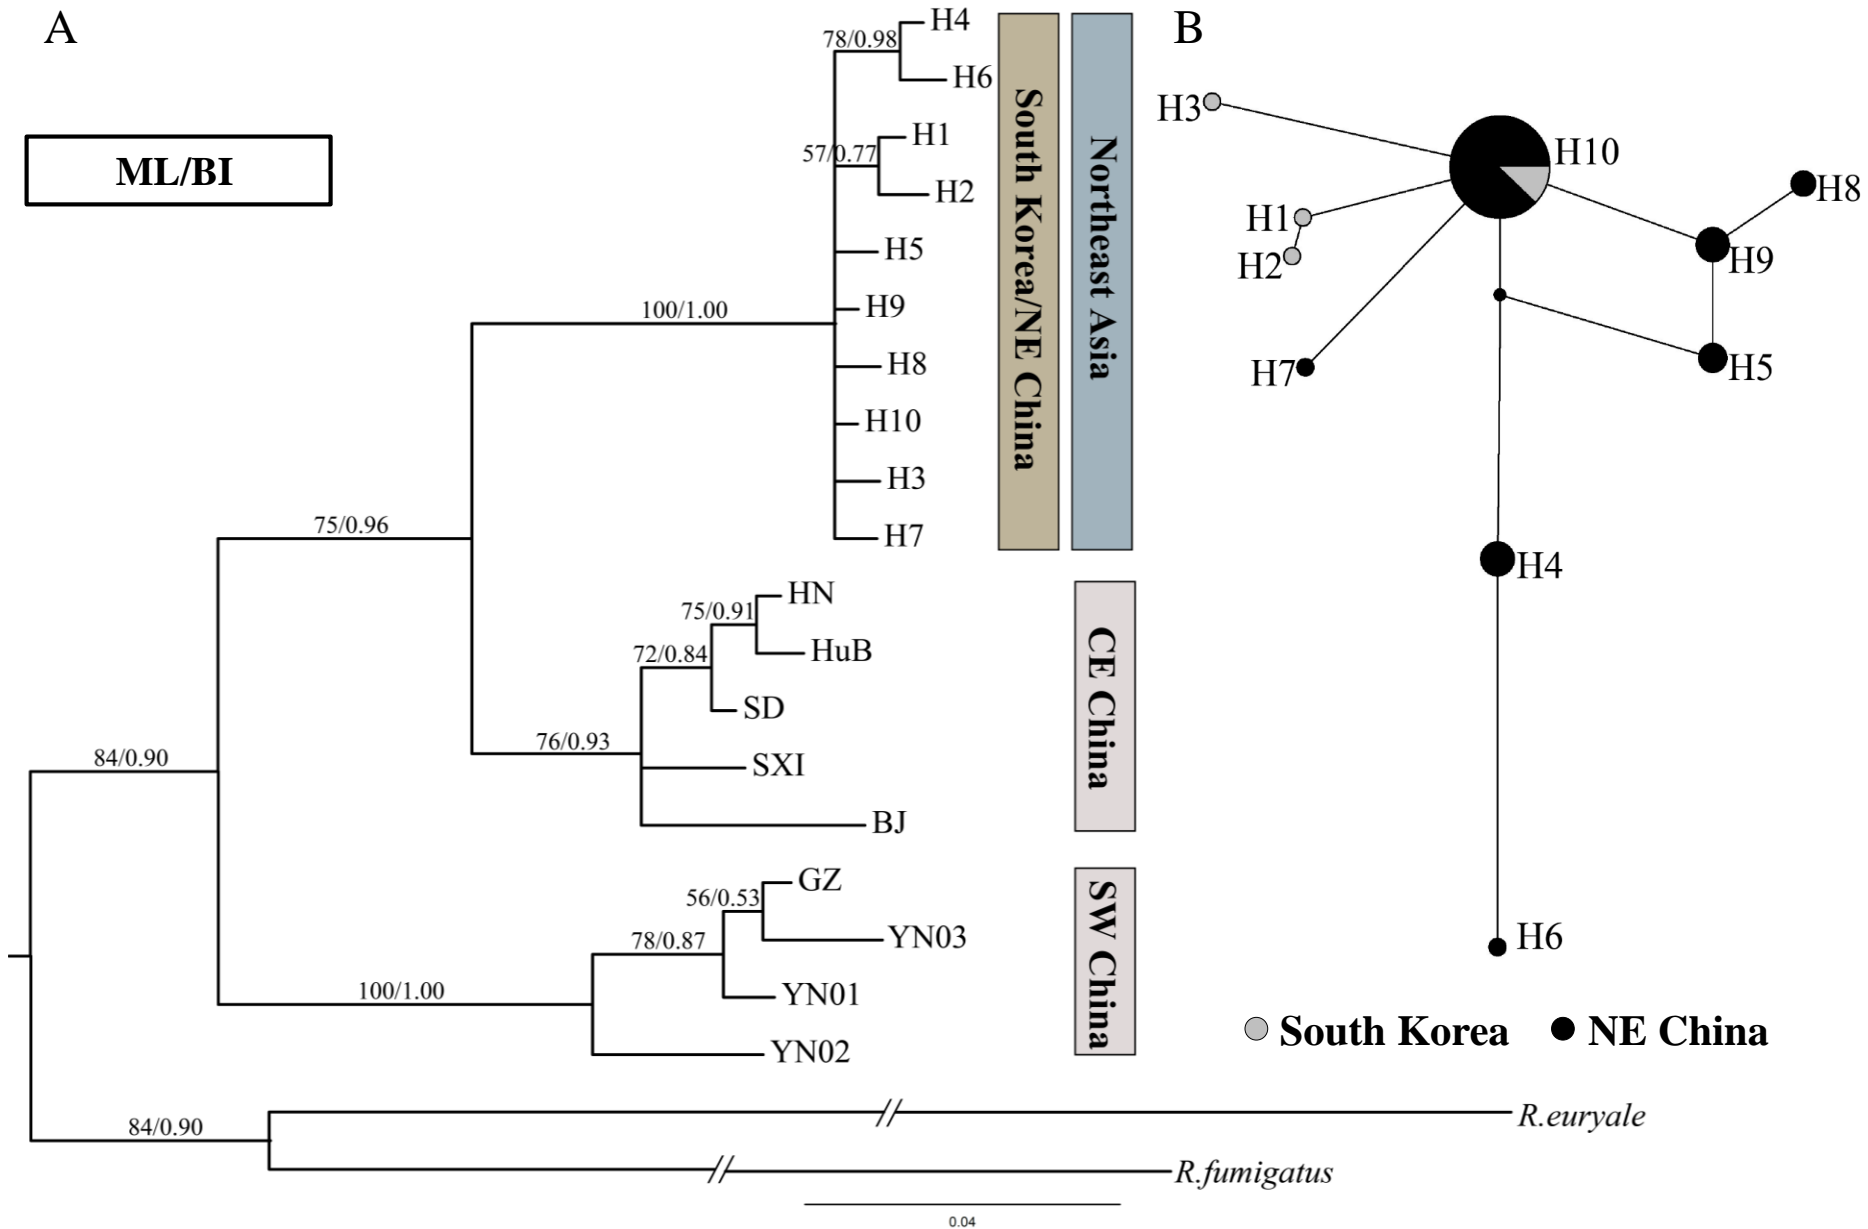 A
ML/BI
78/0.98
H4
H6
57/0.77
H1
H2
H5
100/1.00
H9
H8
H10
H3
H7
75/0.96
HN
75/0.91
HuB
72/0.84
SD
76/0.93
SXI
BJ
84/0.90
GZ
56/0.53
YN03
78/0.87
YN01
100/1.00
YN02
84/0.90
R.euryale
R.fumigatus
0.04
South Korea/NE China
Northeast Asia
CE China
SW China
B
H3
H10
H8
H1
H2
H9
H7
H5
H4
H6
South Korea
NE China